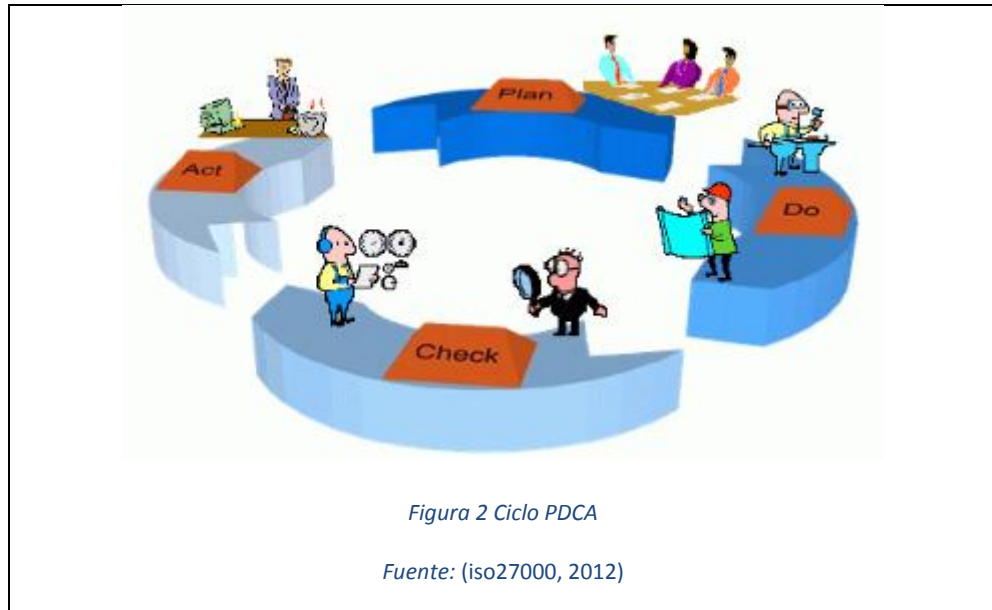 Plan
Do
Check
Act
Figura 2 Ciclo PDCA
Fuente: (iso27000, 2012)